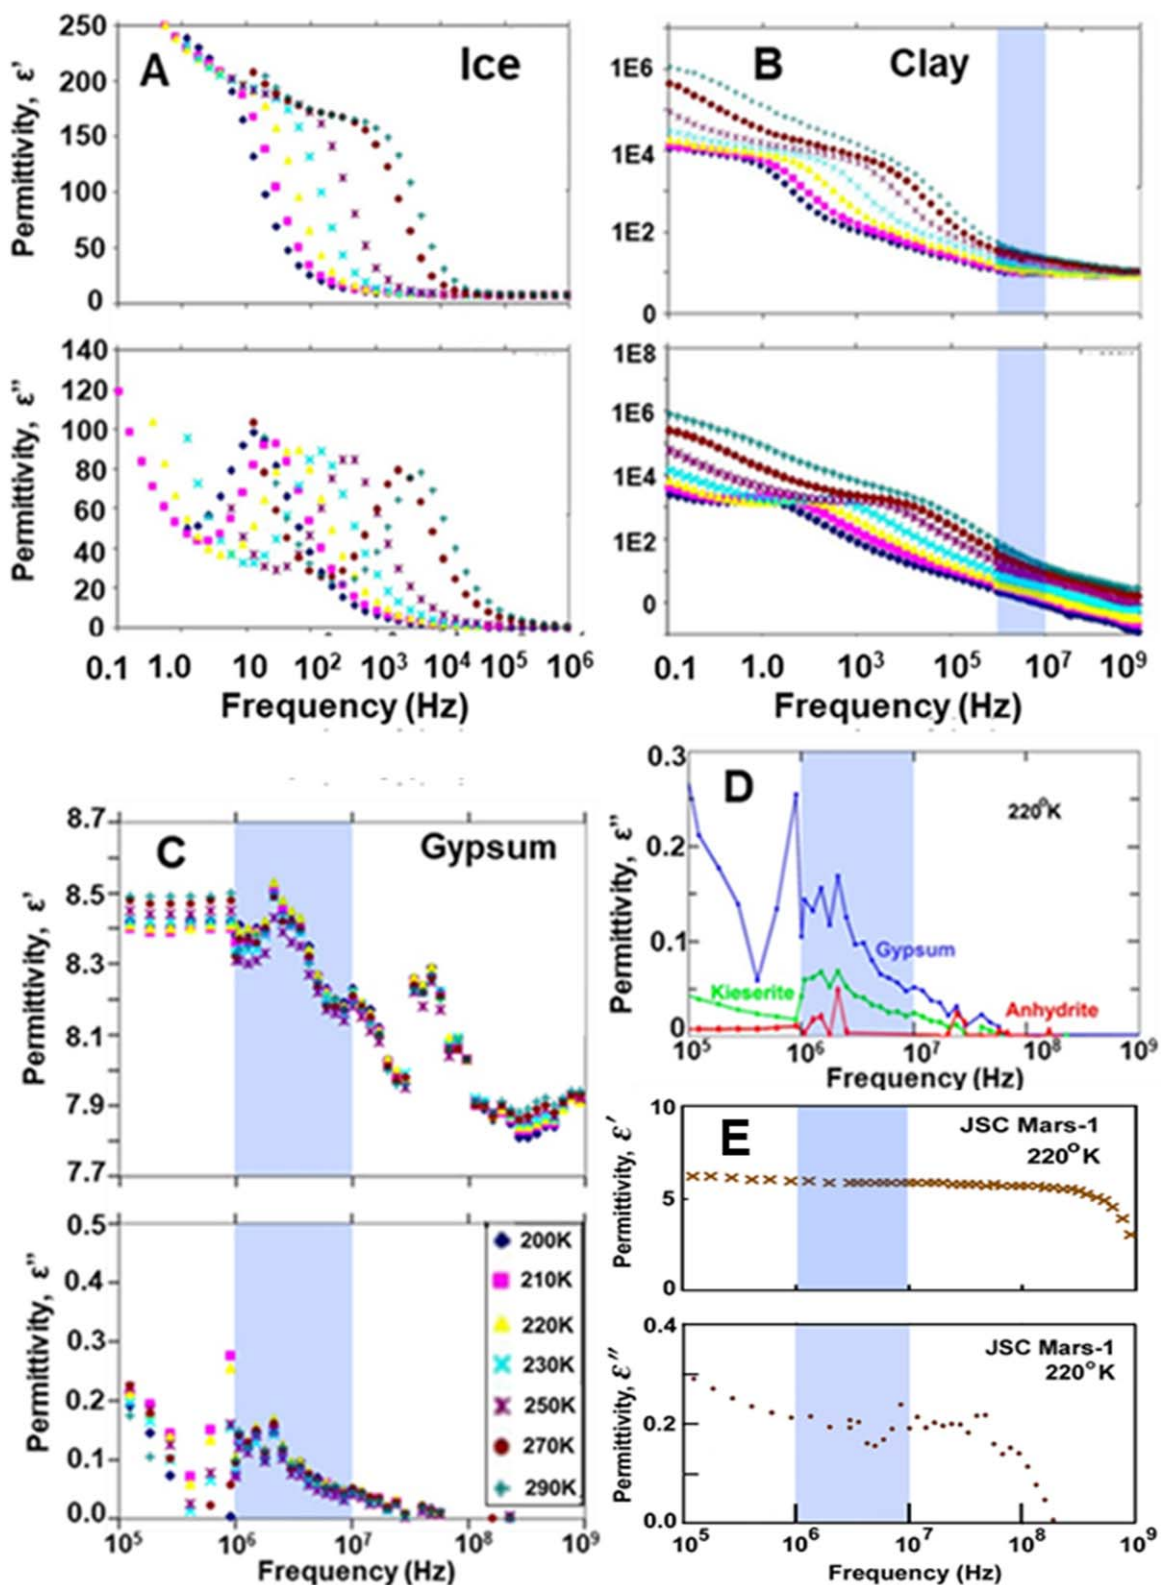 A
Ice
Permittivity, ε'
250
200
150
100
50
0
Permittivity, ε"
140
120
100
80
60
40
20
0
0.1 1.0 10 10² 10³ 10⁴ 10⁵ 10⁶
Frequency (Hz)
B
Clay
Permittivity, ε'
1E6
1E4
1E2
0
Permittivity, ε"
1E8
1E6
1E4
1E2
0
0.1 1.0 10³ 10⁵ 10⁷ 10⁹
Frequency (Hz)
C
Gypsum
Permittivity, ε'
8.7
8.5
8.3
8.1
7.9
7.7
Permittivity, ε"
0.5
0.4
0.3
0.2
0.1
0.0
200K
210K
220K
230K
250K
270K
290K
10⁵ 10⁶ 10⁷ 10⁸ 10⁹
Frequency (Hz)
D
220°K
Permittivity, ε"
0.3
0.2
0.1
0
Gypsum
Kieserite
Anhydrite
10⁵ 10⁶ 10⁷ 10⁸ 10⁹
Frequency (Hz)
E
JSC Mars-1
220°K
Permittivity, ε'
10
5
0
JSC Mars-1
220°K
Permittivity, ε"
0.4
0.2
0.0
10⁵ 10⁶ 10⁷ 10⁸ 10⁹
Frequency (Hz)